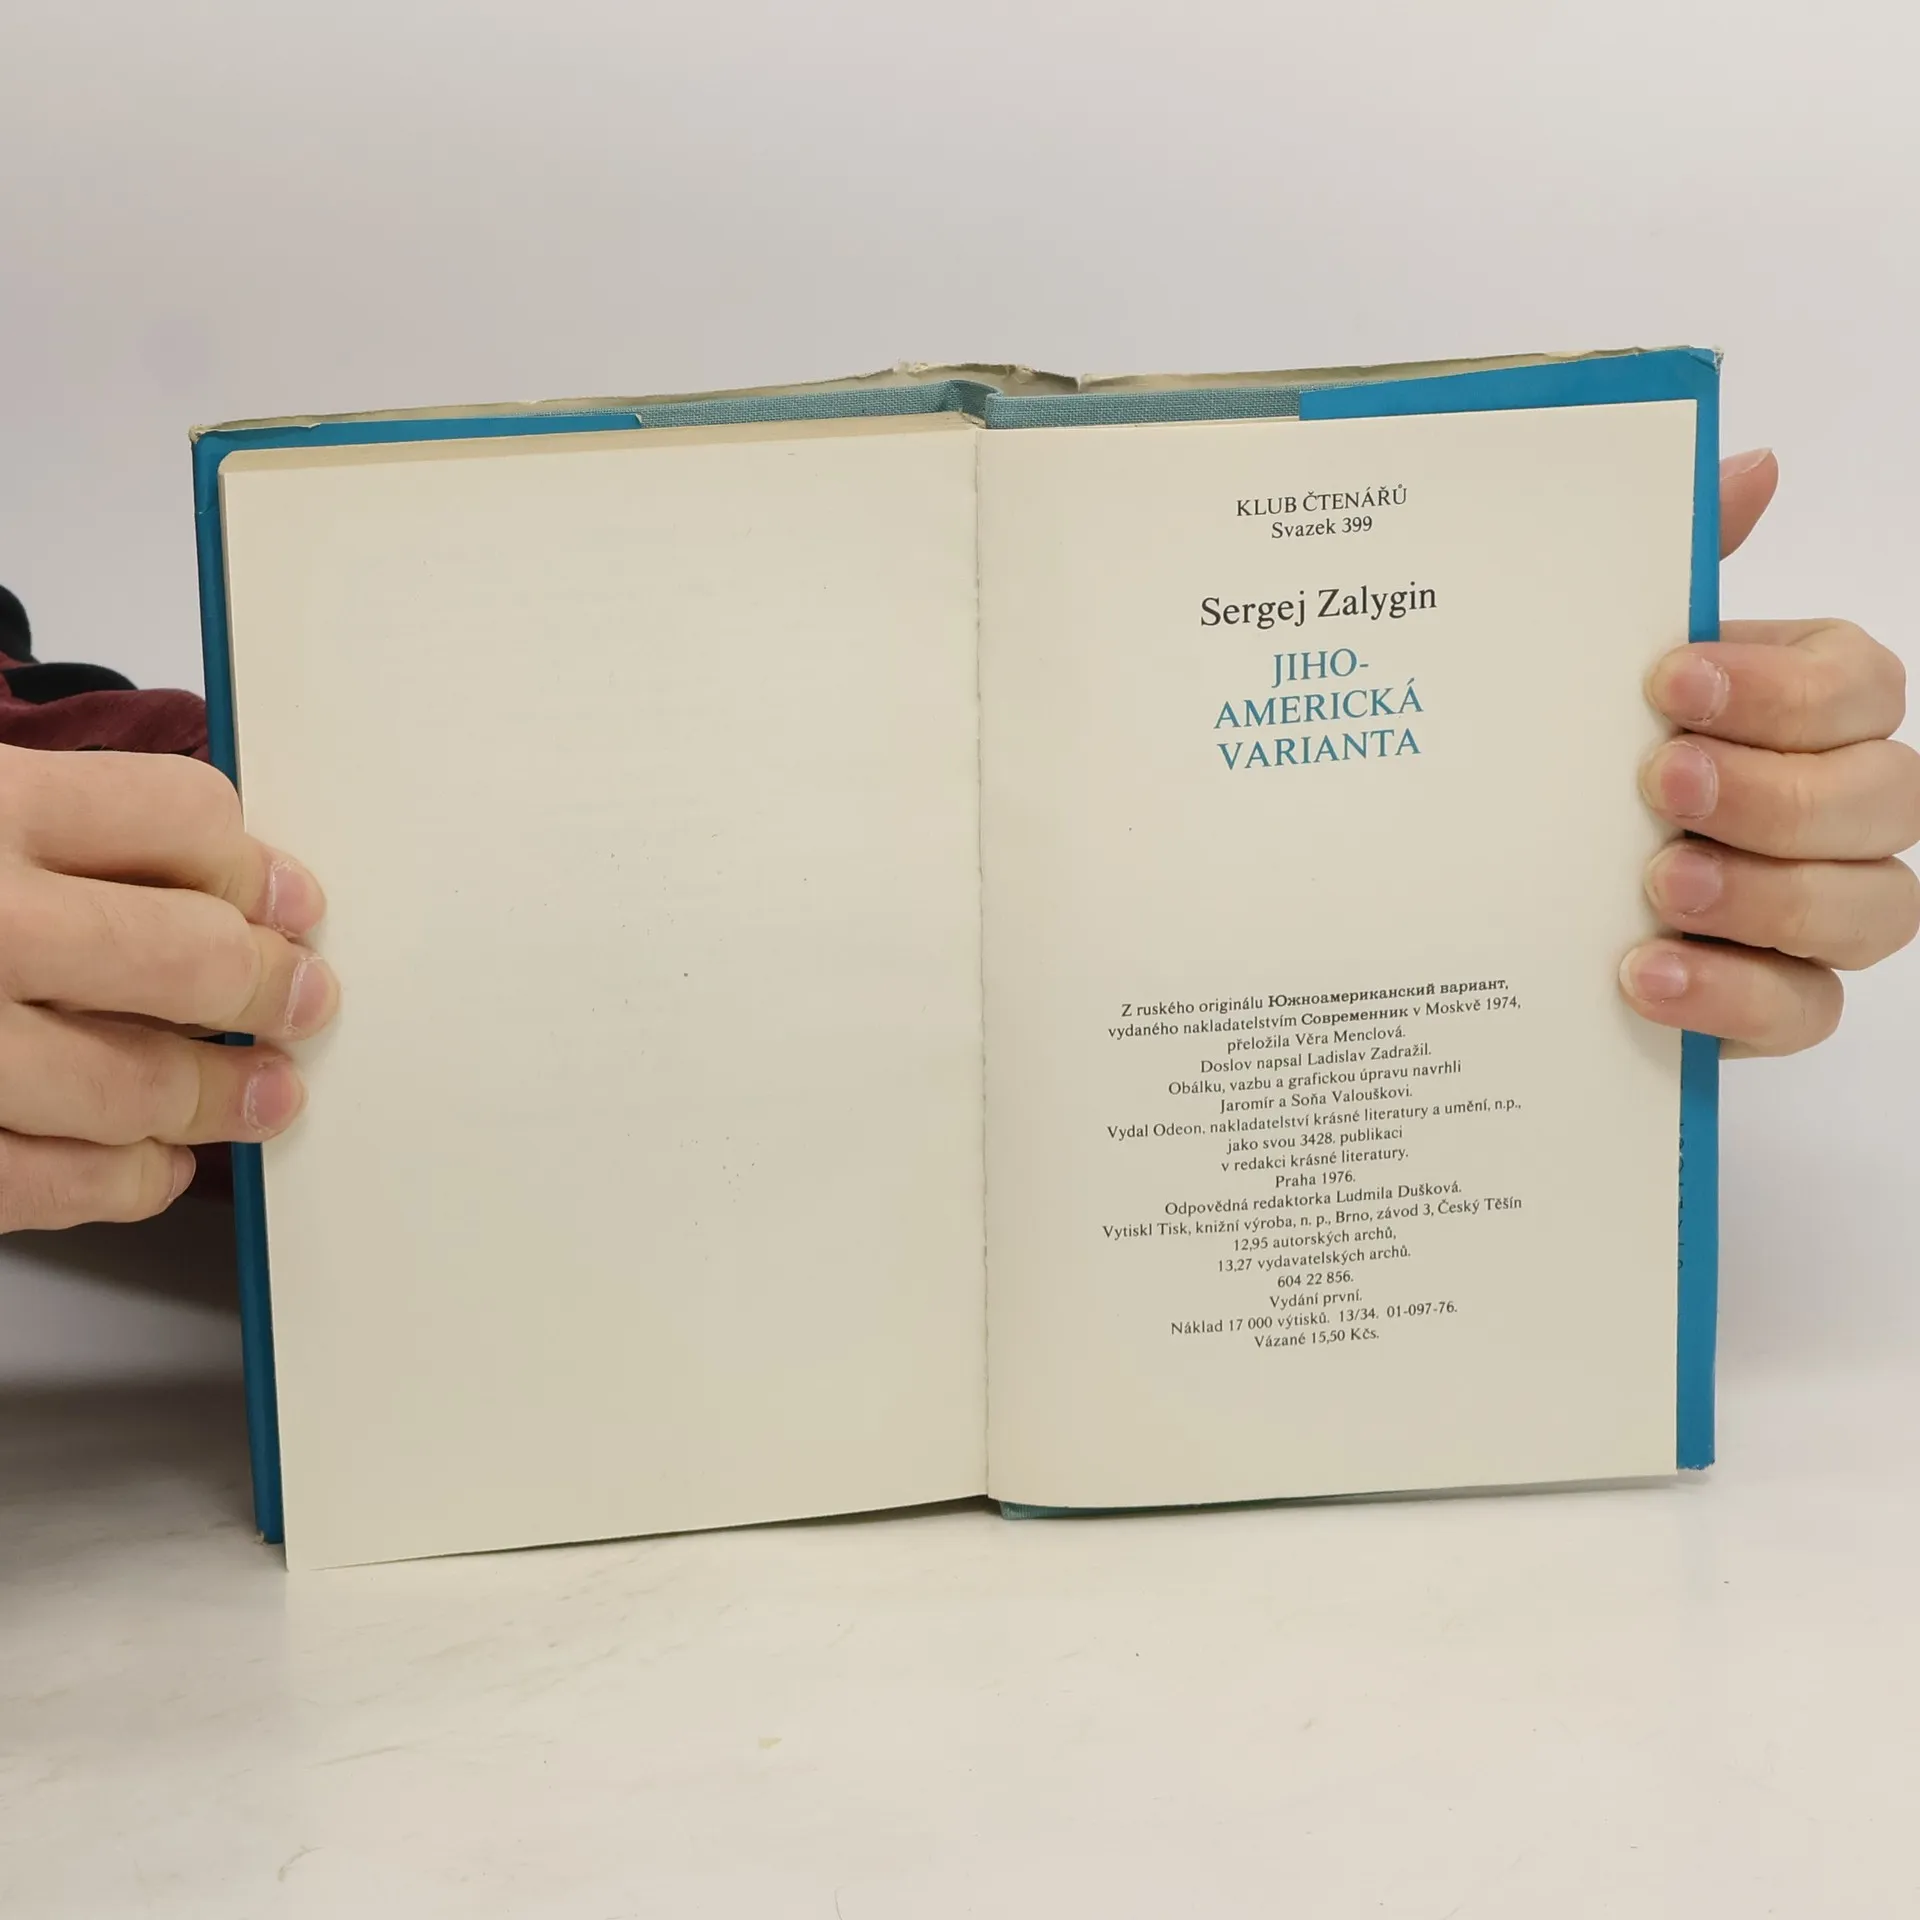 KLUB ČTENÁŘŮ
Svazek 399
Sergej Zalygin
JIHO-
AMERICKÁ
VARIANTA
Z ruského originálu Южноамериканский вариант,
vydaného nakladatelstvím Современник v Moskvě 1974,
přeložila Věra Menclová.
Doslov napsal Ladislav Zadražil.
Obálku, vazbu a grafickou úpravu navrhli
Jaromír a Soňa Valouškovi.
Vydal Odeon, nakladatelství krásné literatury a umění, n.p.,
jako svou 3428. publikaci
v redakci krásné literatury.
Praha 1976.
Odpovědná redaktorka Ludmila Dušková.
Vytiskl Tisk, knižní výroba, n. p., Brno, závod 3, Český Těšín
12,95 autorských archů,
13,27 vydavatelských archů.
604 22 856.
Vydání první.
Náklad 17 000 výtisků. 13/34. 01-097-76.
Vázané 15,50 Kčs.